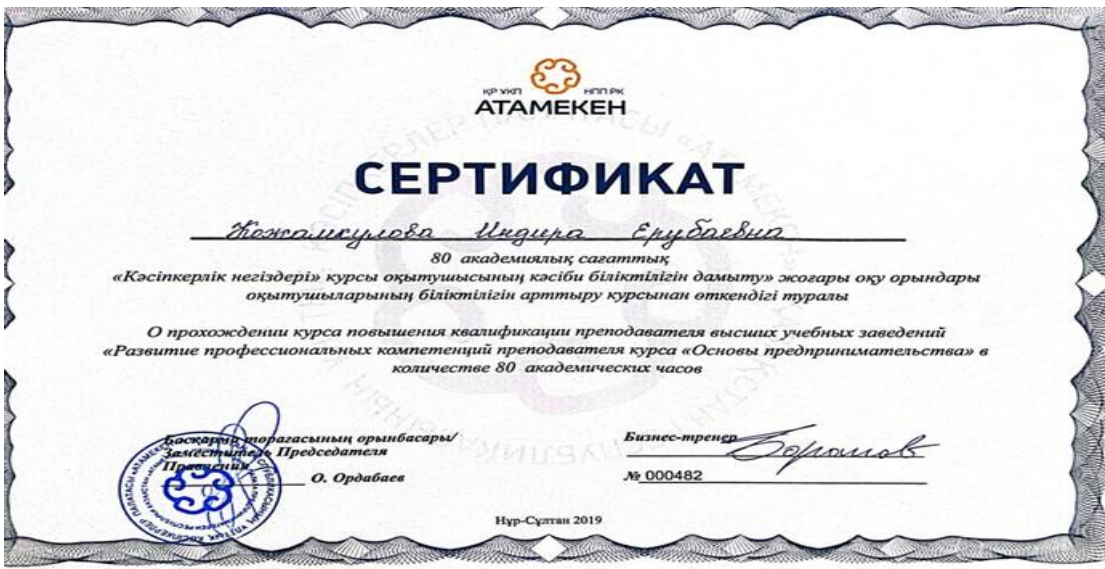 ҚР ҰКП НПП РК
АТАМЕКЕН
СЕРТИФИКАТ
Кожамкулова Индира Ерубаевна
80 академиялық сағаттық
«Кәсіпкерлік негіздері» курсы оқытушысының кәсіби біліктілігін дамыту» жоғары оқу орындары
оқытушыларының біліктілігін арттыру курсынан өткендігі туралы
О прохождении курса повышения квалификации преподавателя высших учебных заведений
«Развитие профессиональных компетенций преподавателя курса «Основы предпринимательства» в
количестве 80 академических часов
Басқарма төрағасының орынбасары/
Заместитель Председателя
Правления
О. Ордабаев
Бизнес-тренер
№ 000482
Нұр-Сұлтан 2019